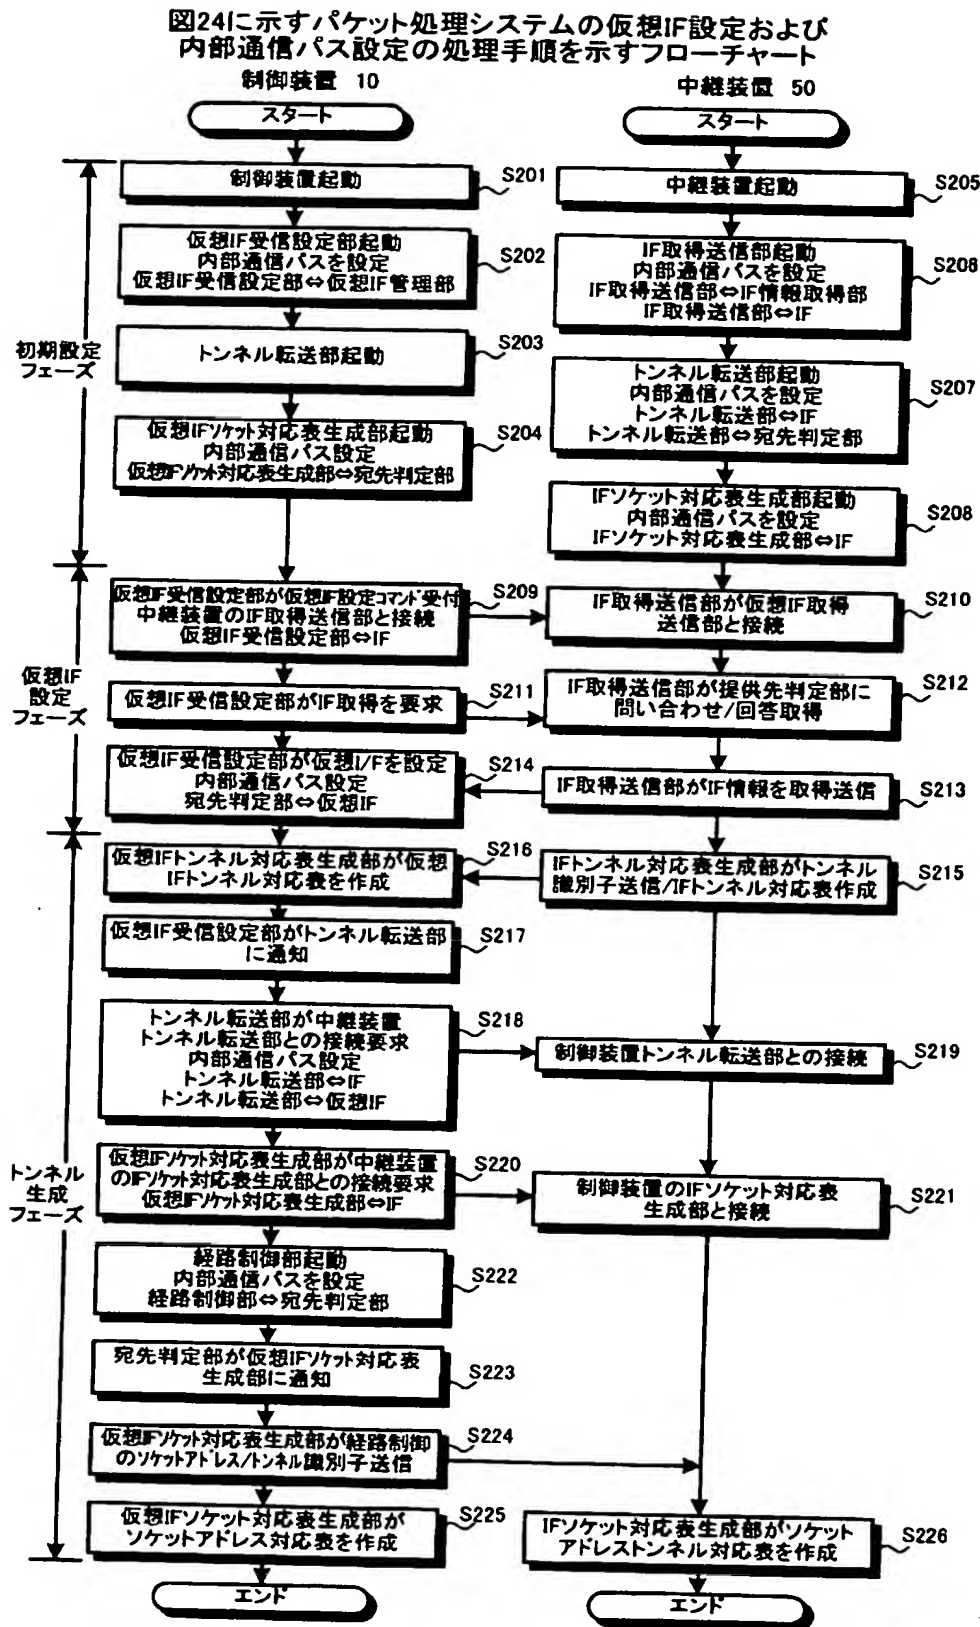 図24に示すパケット処理システムの仮想IF設定および
内部通信パス設定の処理手順を示すフローチャート
制御装置 10
中継装置 50
スタート
スタート
制御装置起動
S201
中継装置起動
S205
仮想IF受信設定部起動
内部通信パスを設定
仮想IF受信設定部⇔仮想IF管理部
S202
IF取得送信部起動
内部通信パスを設定
IF取得送信部⇔IF情報取得部
IF取得送信部⇔IF
S206
初期設定
フェーズ
トンネル転送部起動
S203
トンネル転送部起動
内部通信パスを設定
トンネル転送部⇔IF
トンネル転送部⇔宛先判定部
S207
仮想IFソケット対応表生成部起動
内部通信パス設定
仮想IFソケット対応表生成部⇔宛先判定部
S204
IFソケット対応表生成部起動
内部通信パスを設定
IFソケット対応表生成部⇔IF
S208
仮想IF受信設定部が仮想IF設定コマンド受付
中継装置のIF取得送信部と接続
仮想IF受信設定部⇔IF
S209
IF取得送信部が仮想IF取得
送信部と接続
S210
仮想IF
設定
フェーズ
仮想IF受信設定部がIF取得を要求
S211
IF取得送信部が提供先判定部に
問い合わせ/回答取得
S212
仮想IF受信設定部が仮想I/Fを設定
内部通信パス設定
宛先判定部⇔仮想IF
S214
IF取得送信部がIF情報を取得送信
S213
仮想IFトンネル対応表生成部が仮想
IFトンネル対応表を作成
S216
IFトンネル対応表生成部がトンネル
識別子送信/IFトンネル対応表作成
S215
仮想IF受信設定部がトンネル転送部
に通知
S217
トンネル転送部が中継装置
トンネル転送部との接続要求
内部通信パス設定
トンネル転送部⇔IF
トンネル転送部⇔仮想IF
S218
制御装置トンネル転送部との接続
S219
トンネル
生成
フェーズ
仮想IFソケット対応表生成部が中継装置
のIFソケット対応表生成部との接続要求
仮想IFソケット対応表生成部⇔IF
S220
制御装置のIFソケット対応表
生成部と接続
S221
経路制御部起動
内部通信パスを設定
経路制御部⇔宛先判定部
S222
宛先判定部が仮想IFソケット対応表
生成部に通知
S223
仮想IFソケット対応表生成部が経路制御
のソケットアドレス/トンネル識別子送信
S224
仮想IFソケット対応表生成部が
ソケットアドレス対応表を作成
S225
IFソケット対応表生成部がソケット
アドレストンネル対応表を作成
S226
エンド
エンド